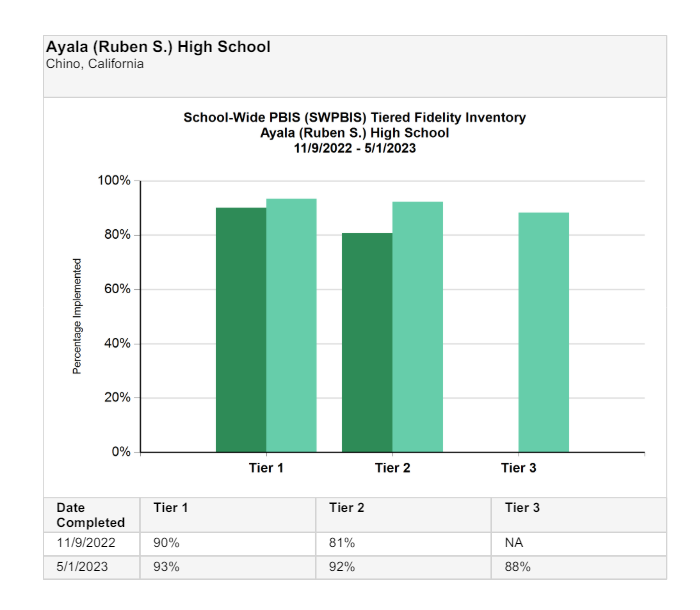 Ayala (Ruben S.) High School
Chino, California
School-Wide PBIS (SWPBIS) Tiered Fidelity Inventory
Ayala (Ruben S.) High School
11/9/2022 - 5/1/2023
Percentage Implemented
100%
80%
60%
40%
20%
0%
Tier 1 Tier 2 Tier 3
Date Completed Tier 1 Tier 2 Tier 3
11/9/2022 90% 81% NA
5/1/2023 93% 92% 88%